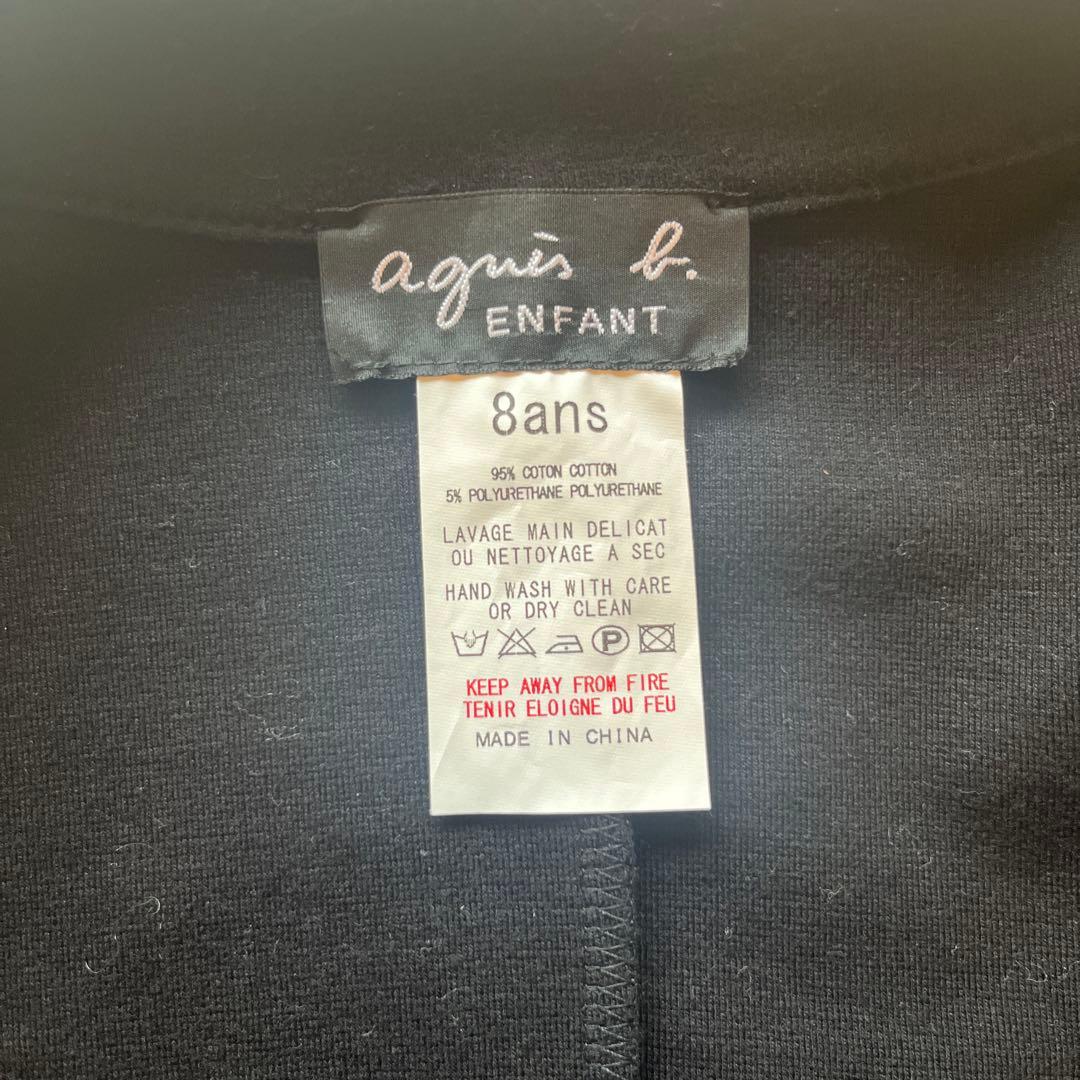 agnès b.
ENFANT
8ans
95% COTON COTTON
5% POLYURETHANE POLYURETHANE
LAVAGE MAIN DELICAT
OU NETTOYAGE A SEC
HAND WASH WITH CARE
OR DRY CLEAN
P
KEEP AWAY FROM FIRE
TENIR ELOIGNE DU FEU
MADE IN CHINA